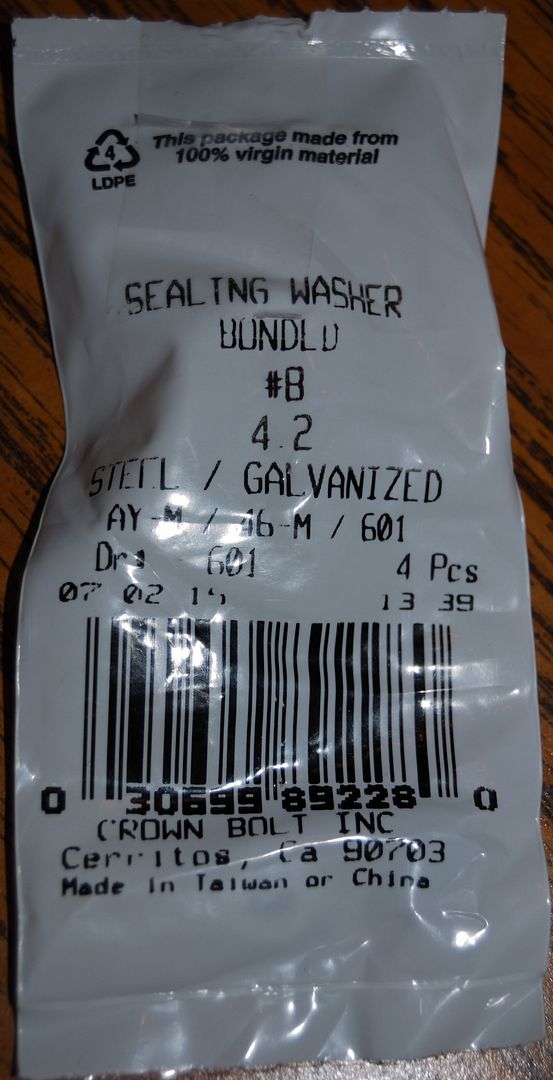 4
LDPE
This package made from
100% virgin material
SEALING WASHER
#8
4.2
STEEL / GALVANIZED
AY-M / 46-M / 601
601 4 Pcs
07 02 13 39
0 30699 89228 0
CROWN BOLT INC
Cerritos, Ca 90703
Made in Taiwan or China